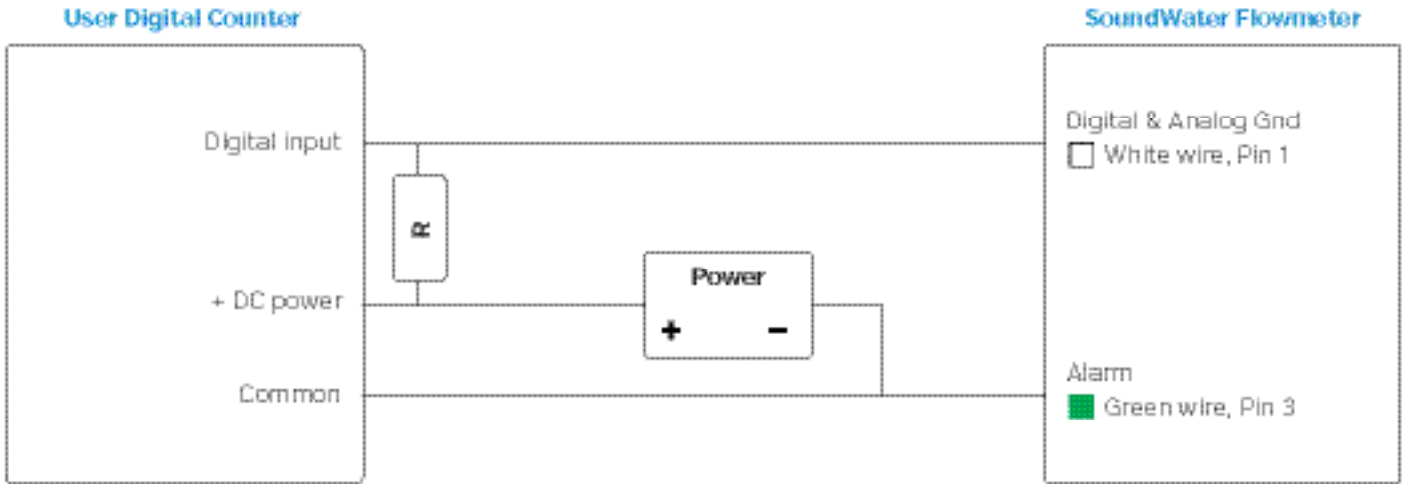 User Digital Counter
SoundWater Flowmeter
Digital input
+ DC power
Common
R
Power
+ −
Digital & Analog Gnd
White wire, Pin 1
Alarm
Green wire, Pin 3